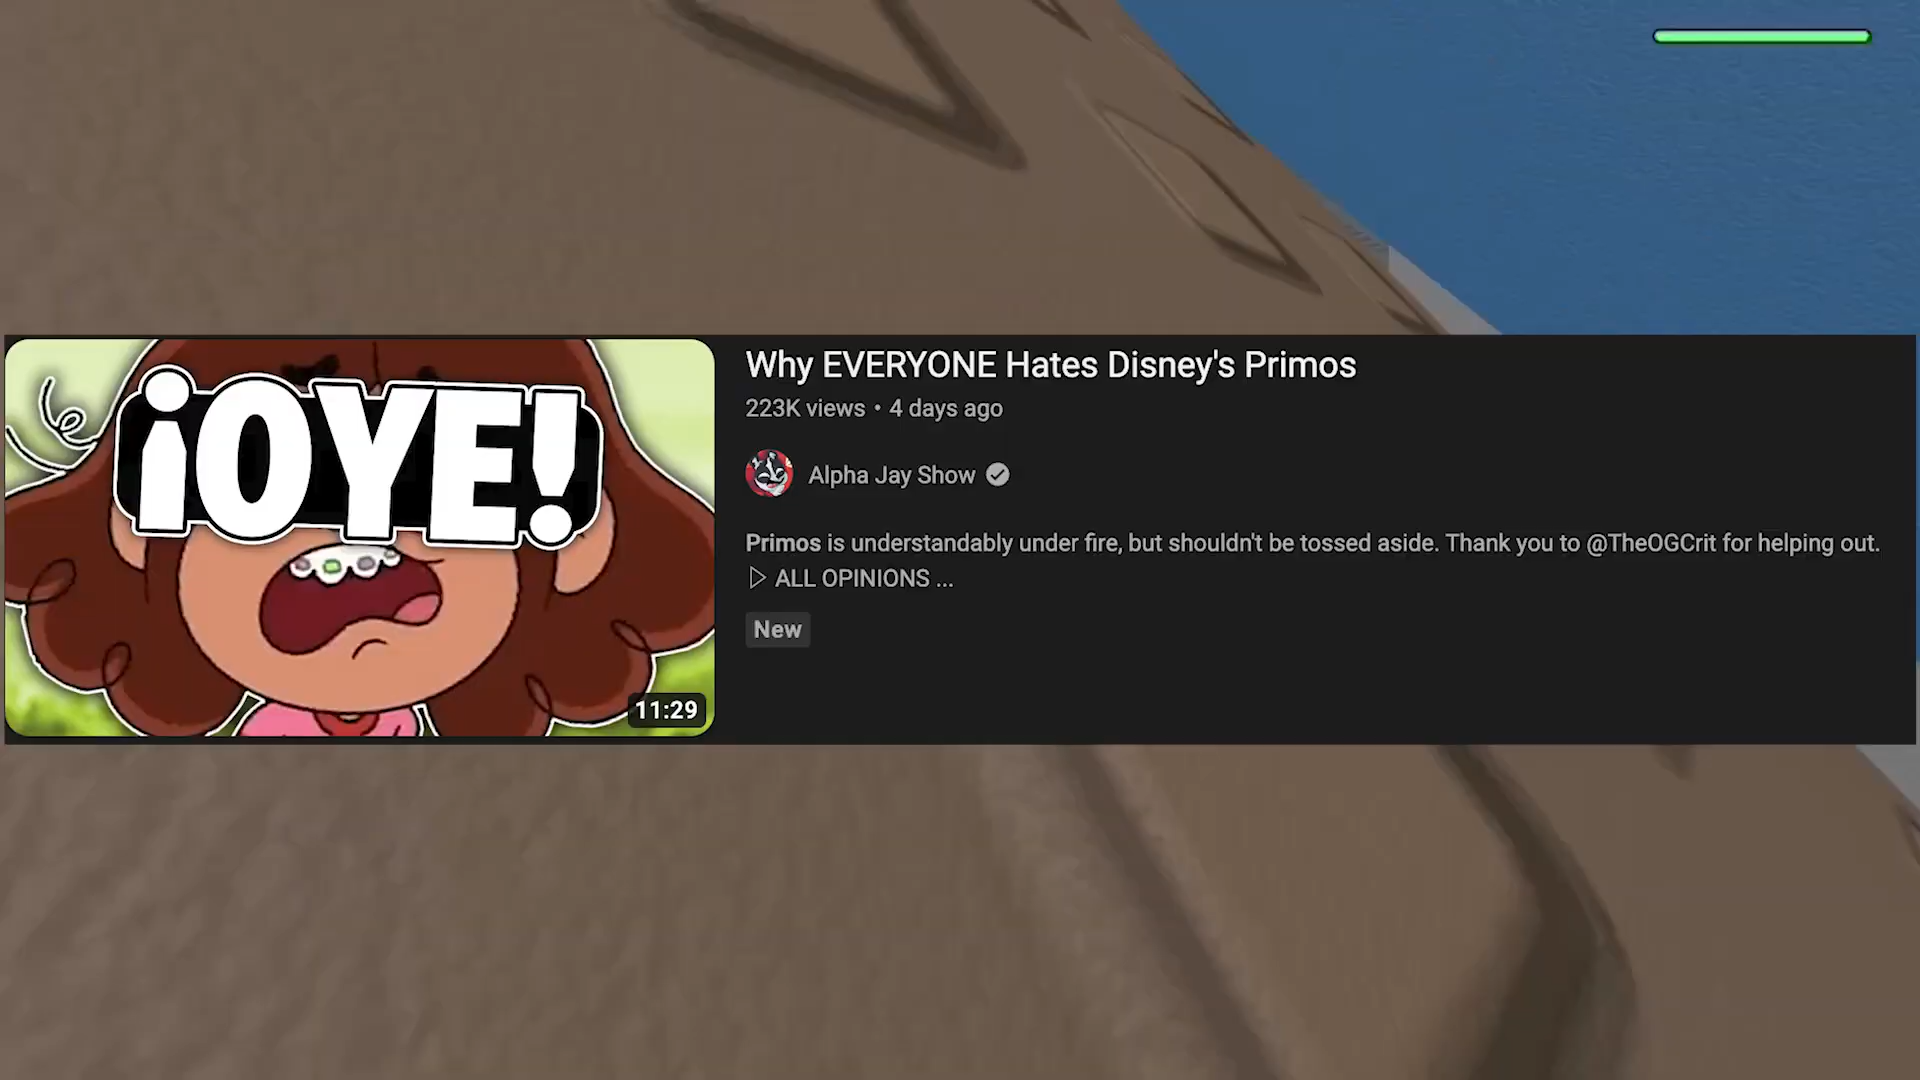 ¡OYE!
11:29
Why EVERYONE Hates Disney's Primos
223K views • 4 days ago
Alpha Jay Show
Primos is understandably under fire, but shouldn't be tossed aside. Thank you to @TheOGCrit for helping out.
▷ ALL OPINIONS ...
New